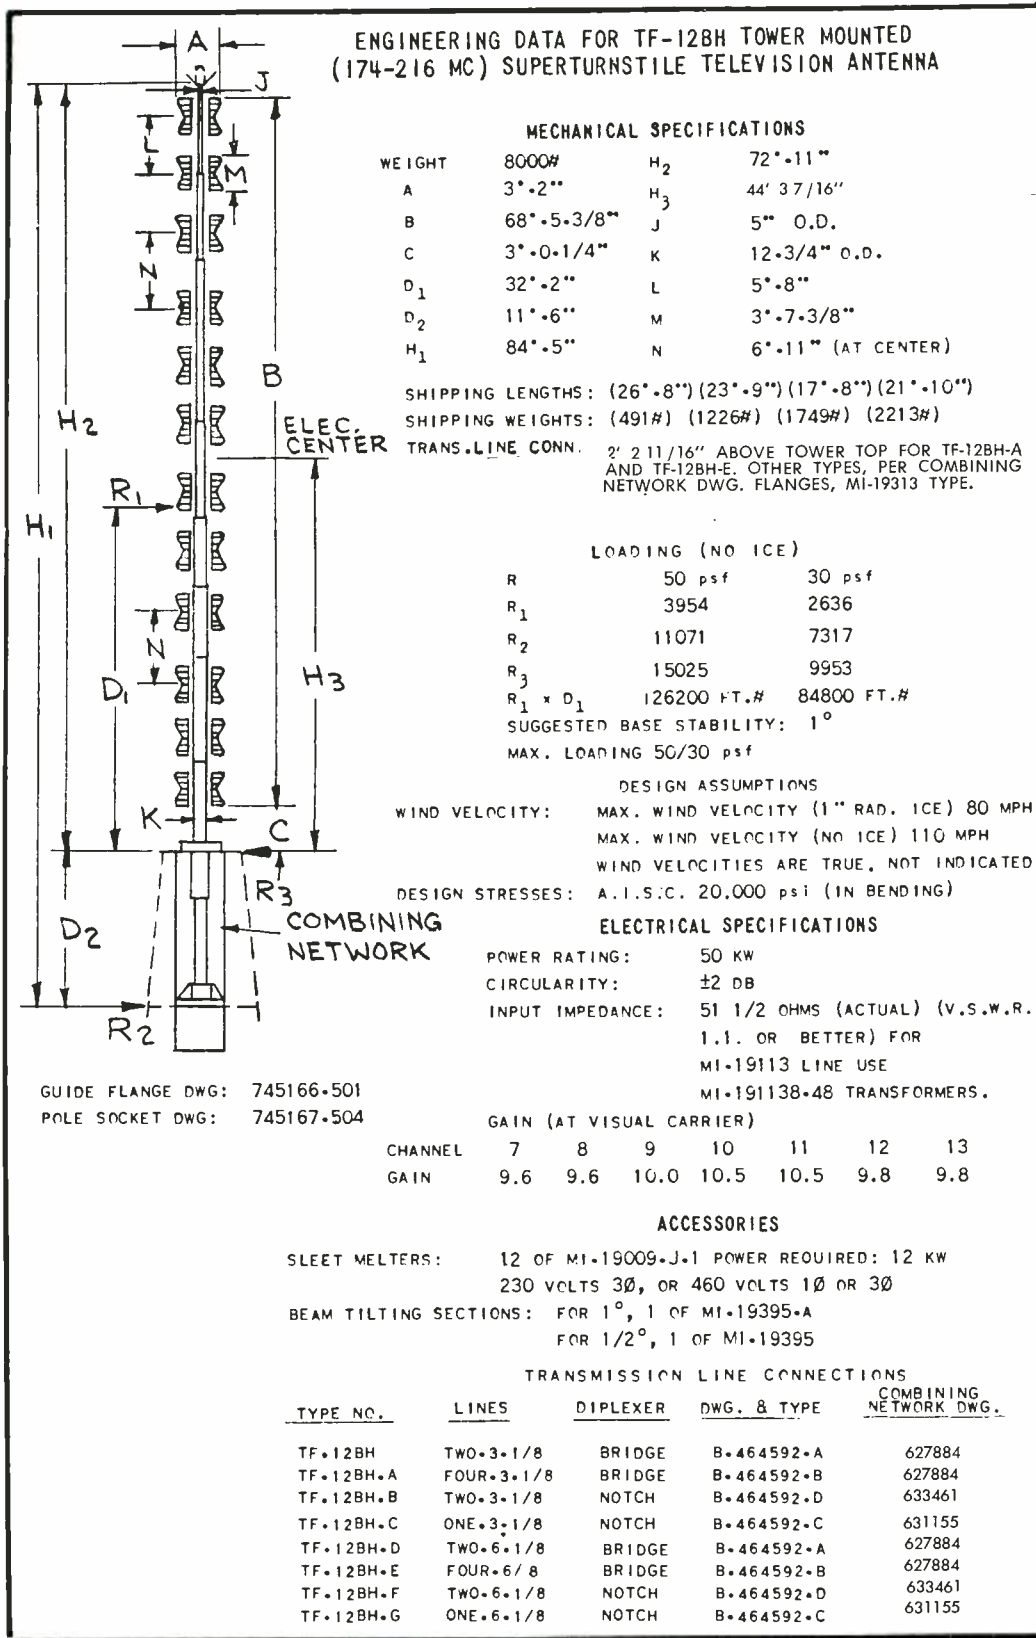 ENGINEERING DATA FOR TF-12BH TOWER MOUNTED
(174-216 MC) SUPERTURNSTILE TELEVISION ANTENNA
A
J
L
M
N
B
H2
ELEC.
CENTER
R1
H1
N
D1
H3
K
C
R3
D2
COMBINING
NETWORK
R2
MECHANICAL SPECIFICATIONS
WEIGHT 8000# H2 72'-11"
A 3'-2" H3 44' 3 7/16"
B 68'-5-3/8" J 5" O.D.
C 3'-0-1/4" K 12-3/4" O.D.
D1 32'-2" L 5'-8"
D2 11'-6" M 3'-7-3/8"
H1 84'-5" N 6'-11" (AT CENTER)
SHIPPING LENGTHS: (26'-8") (23'-9") (17'-8") (21'-10")
SHIPPING WEIGHTS: (491#) (1226#) (1749#) (2213#)
TRANS.LINE CONN. 2' 2 11/16" ABOVE TOWER TOP FOR TF-12BH-A
AND TF-12BH-E. OTHER TYPES, PER COMBINING
NETWORK DWG. FLANGES, MI-19313 TYPE.
LOADING (NO ICE)
R 50 psf 30 psf
R1 3954 2636
R2 11071 7317
R3 15025 9953
R1 x D1 126200 FT.# 84800 FT.#
SUGGESTED BASE STABILITY: 1°
MAX. LOADING 50/30 psf
DESIGN ASSUMPTIONS
WIND VELOCITY: MAX. WIND VELOCITY (1" RAD. ICE) 80 MPH
MAX. WIND VELOCITY (NO ICE) 110 MPH
WIND VELOCITIES ARE TRUE, NOT INDICATED
DESIGN STRESSES: A.I.S.C. 20,000 psi (IN BENDING)
ELECTRICAL SPECIFICATIONS
POWER RATING: 50 KW
CIRCULARITY: ±2 DB
INPUT IMPEDANCE: 51 1/2 OHMS (ACTUAL) (V.S.W.R.
1.1. OR BETTER) FOR
MI-19113 LINE USE
MI-19113B-48 TRANSFORMERS.
GUIDE FLANGE DWG: 745166-501
POLE SOCKET DWG: 745167-504
GAIN (AT VISUAL CARRIER)
CHANNEL 7 8 9 10 11 12 13
GAIN 9.6 9.6 10.0 10.5 10.5 9.8 9.8
ACCESSORIES
SLEET MELTERS: 12 OF MI-19009-J-1 POWER REQUIRED: 12 KW
230 VOLTS 3Ø, OR 460 VOLTS 1Ø OR 3Ø
BEAM TILTING SECTIONS: FOR 1°, 1 OF MI-19395-A
FOR 1/2°, 1 OF MI-19395
TRANSMISSION LINE CONNECTIONS
TYPE NO. LINES DIPLEXER DWG. & TYPE COMBINING NETWORK DWG.
TF-12BH TWO-3-1/8 BRIDGE B-464592-A 627884
TF-12BH-A FOUR-3-1/8 BRIDGE B-464592-B 627884
TF-12BH-B TWO-3-1/8 NOTCH B-464592-D 633461
TF-12BH-C ONE-3-1/8 NOTCH B-464592-C 631155
TF-12BH-D TWO-6-1/8 BRIDGE B-464592-A 627884
TF-12BH-E FOUR-6/ 8 BRIDGE B-464592-B 627884
TF-12BH-F TWO-6-1/8 NOTCH B-464592-D 633461
TF-12BH-G ONE-6-1/8 NOTCH B-464592-C 631155